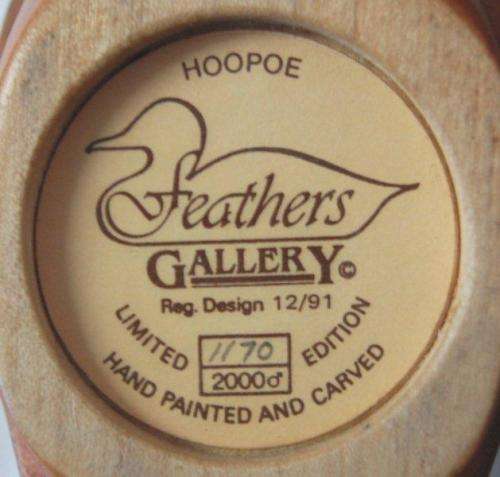 HOOPOE
Feathers
GALLERY©
Reg. Design 12/91
LIMITED EDITION
1170
2000♂
HAND PAINTED AND CARVED